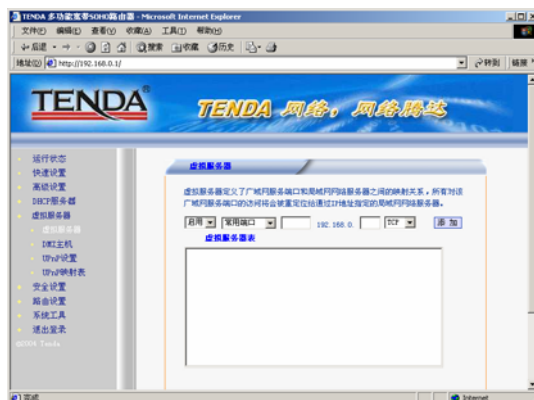 TENDA 多功能宽带SOHO路由器 - Microsoft Internet Explorer
文件(F) 编辑(E) 查看(V) 收藏(A) 工具(T) 帮助(H)
后退 搜索 收藏 历史
地址(D) http://192.168.0.1/ 转到 链接
TENDA®
TENDA 网络，网络腾达
运行状态
快速设置
高级设置
DHCP服务器
虚拟服务器
虚拟服务器
DMZ主机
UPnP设置
UPnP映射表
安全设置
路由设置
系统工具
退出登录
©2004 Tenda
虚拟服务器
虚拟服务器定义了广域网服务端口和局域网网络服务器之间的映射关系，所有对该
广域网服务端口的访问将会被重定位给通过IP地址指定的局域网网络服务器。
启用 常用端口 192.168.0. TCP 添 加
虚拟服务器表
完成 Internet